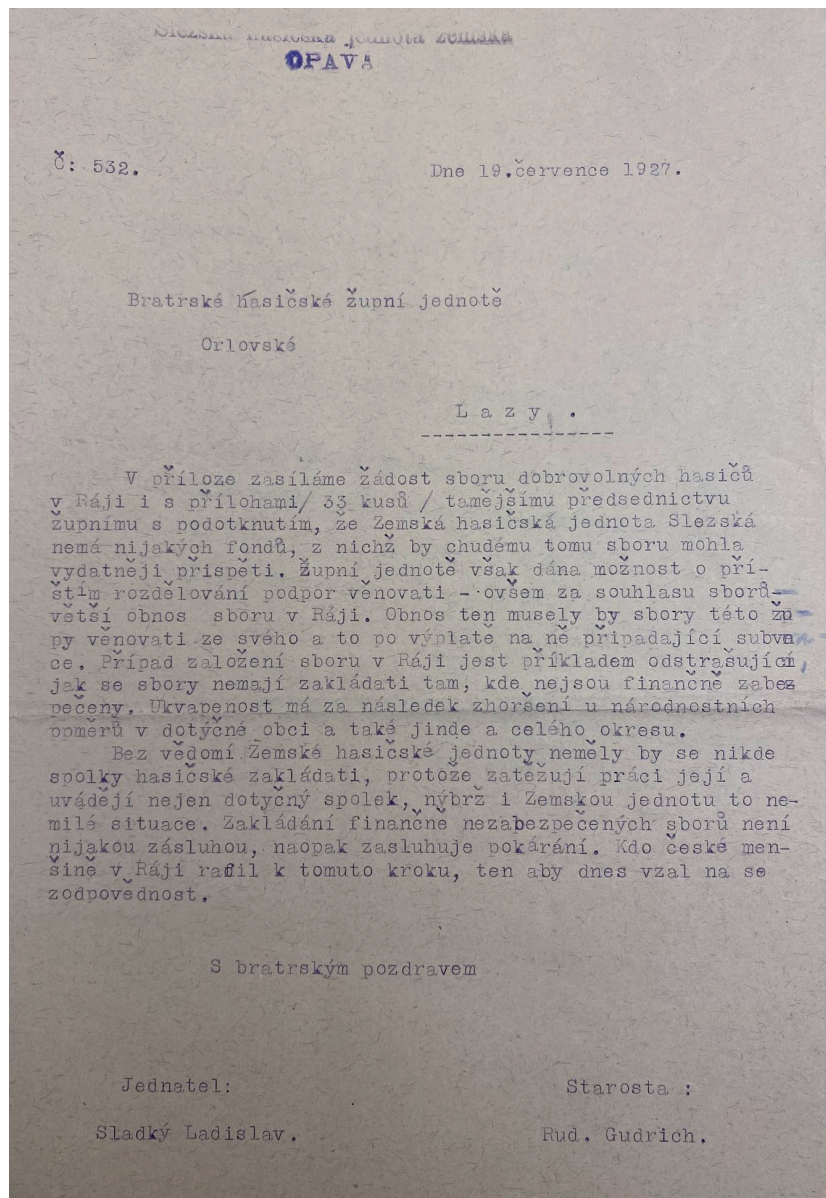 Slezská hasičská jednota zemská
OPAVA
Č: 532.
Dne 19.července 1927.
Bratrské hasičské župní jednotě
Orlovské
L a z y .
V příloze zasíláme žádost sboru dobrovolných hasičů
v Ráji i s přílohami/ 33 kusů / tamějšímu předsednictvu
župnímu s podotknutím, že Zemská hasičská jednota Slezská
nemá nijakých fondů, z nichž by chudému tomu sboru mohla
vydatněji přispěti. Župní jednotě však dána možnost o pří-
štím rozdělování podpor věnovati - ovšem za souhlasu sborů-
větší obnos sboru v Ráji. Obnos ten musely by sbory této žu
py věnovati ze svého a to po výplatě na ně připadající subve
ce. Případ založení sboru v Ráji jest příkladem odstrašující,
jak se sbory nemají zakládati tam, kde nejsou finančně zabez
pečeny. Ukvapenost má za následek zhoršení u národnostních
poměrů v dotyčné obci a také jinde a celého okresu.
Bez vědomí Zemské hasičské jednoty neměly by se nikde
spolky hasičské zakládati, protože zatěžují práci její a
uvádějí nejen dotyčný spolek, nýbrž i Zemskou jednotu to ne-
milé situace. Zakládání finančně nezabezpečených sborů není
nijakou zásluhou, naopak zasluhuje pokárání. Kdo české men-
šině v Ráji radil k tomuto kroku, ten aby dnes vzal na se
zodpovědnost.
S bratrským pozdravem
Jednatel:
Starosta :
Sladký Ladislav.
Rud. Gudrich.